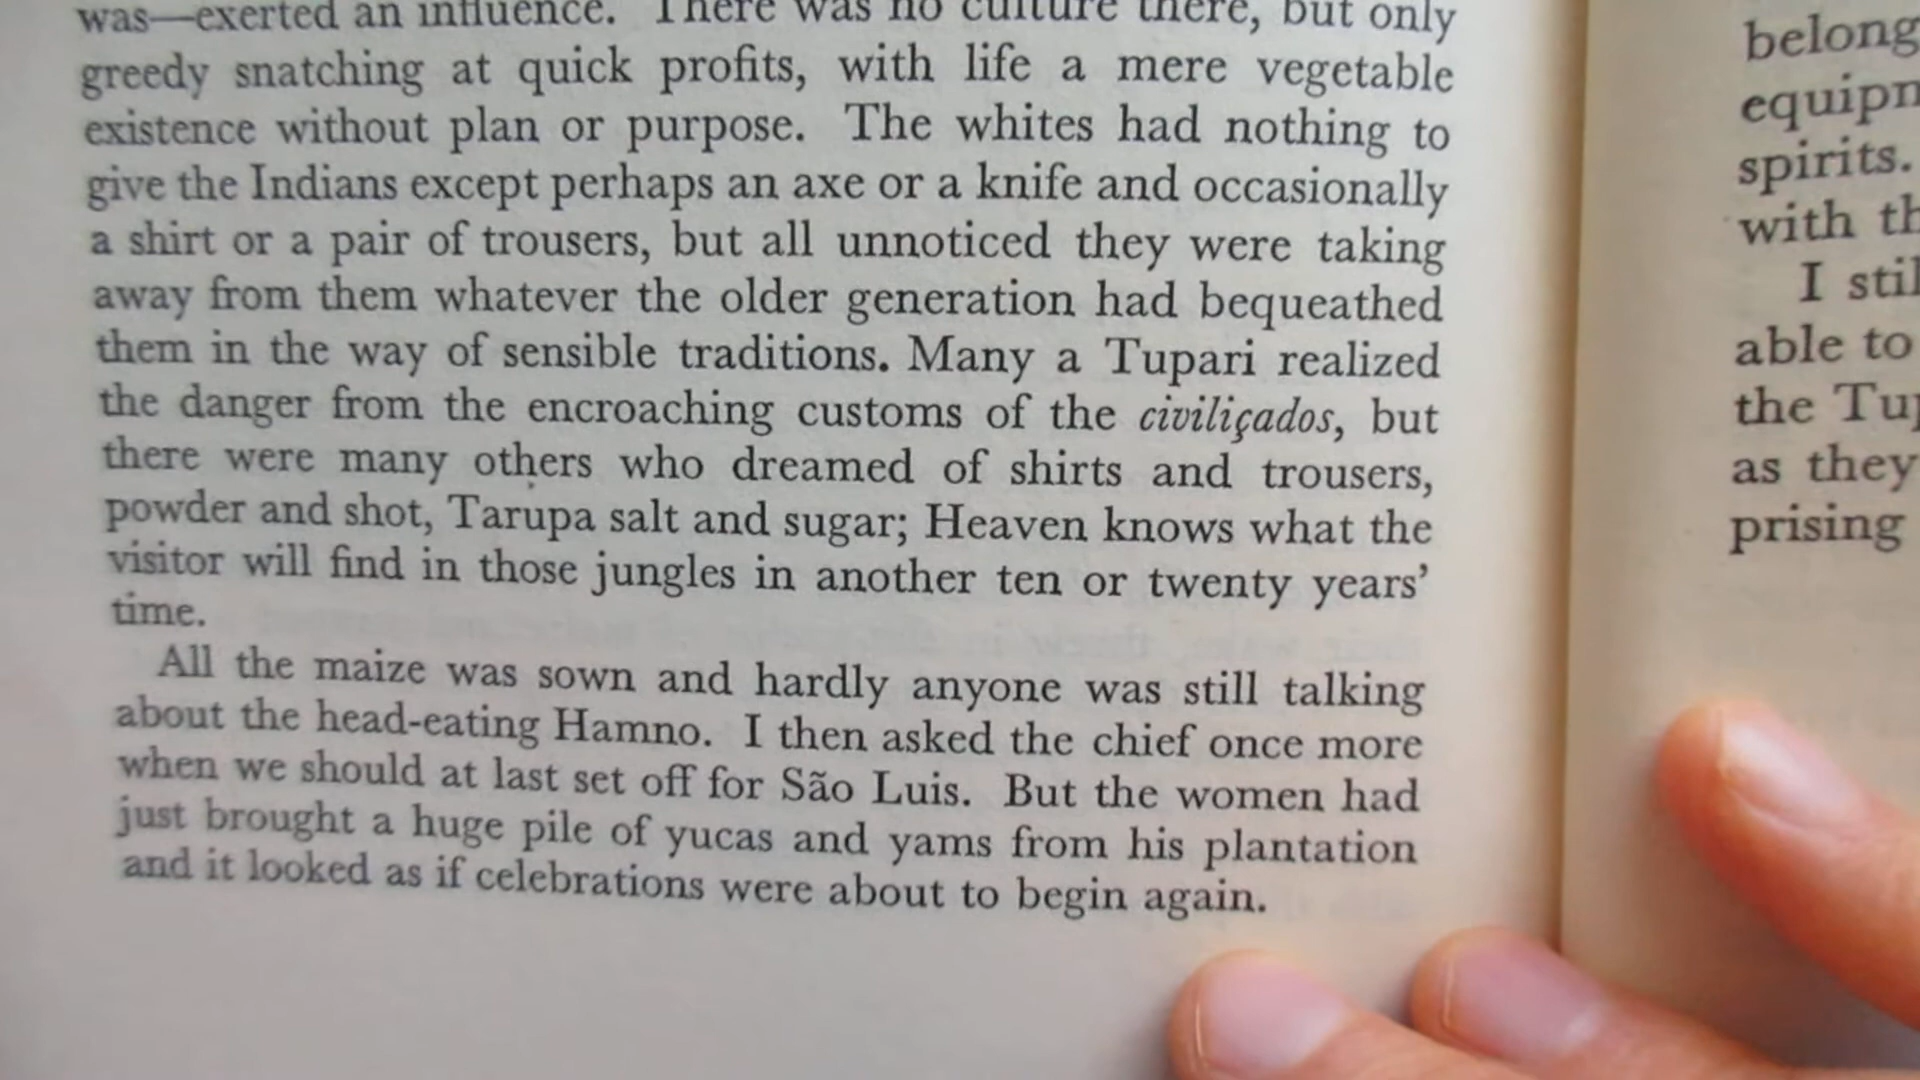 was—exerted an influence. There was no culture there, but only
greedy snatching at quick profits, with life a mere vegetable
existence without plan or purpose. The whites had nothing to
give the Indians except perhaps an axe or a knife and occasionally
a shirt or a pair of trousers, but all unnoticed they were taking
away from them whatever the older generation had bequeathed
them in the way of sensible traditions. Many a Tupari realized
the danger from the encroaching customs of the civiliçados, but
there were many others who dreamed of shirts and trousers,
powder and shot, Tarupa salt and sugar; Heaven knows what the
visitor will find in those jungles in another ten or twenty years'
time.
All the maize was sown and hardly anyone was still talking
about the head-eating Hamno. I then asked the chief once more
when we should at last set off for São Luis. But the women had
just brought a huge pile of yucas and yams from his plantation
and it looked as if celebrations were about to begin again.
belong
equipn
spirits.
with th
I stil
able to
the Tup
as they
prising